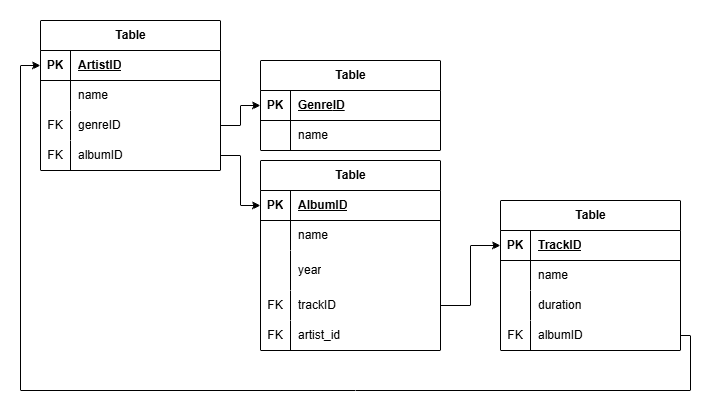 Table
PK ArtistID
name
FK genreID
FK albumID
Table
PK GenreID
name
Table
PK AlbumID
name
year
FK trackID
FK artist_id
Table
PK TrackID
name
duration
FK albumID